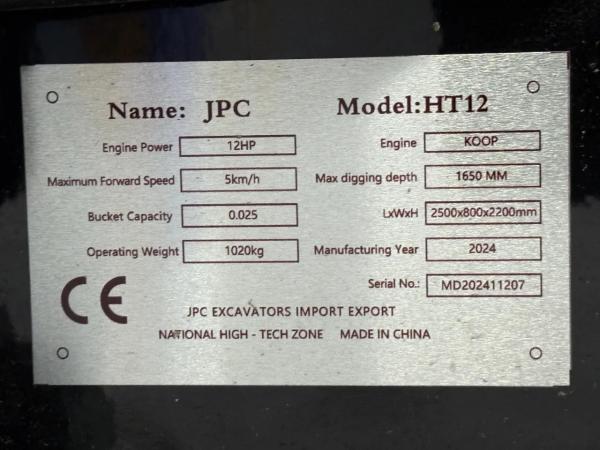 Name: JPC Model:HT12
Engine Power 12HP Engine KOOP
Maximum Forward Speed 5km/h Max digging depth 1650 MM
Bucket Capacity 0.025 LxWxH 2500x800x2200mm
Operating Weight 1020kg Manufacturing Year 2024
Serial No.: MD202411207
CE
JPC EXCAVATORS IMPORT EXPORT
NATIONAL HIGH - TECH ZONE MADE IN CHINA